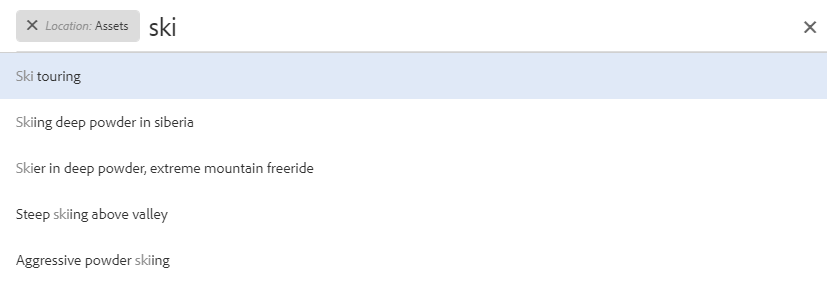 Location: Assets ski
Ski touring
Skiing deep powder in siberia
Skier in deep powder, extreme mountain freeride
Steep skiing above valley
Aggressive powder skiing